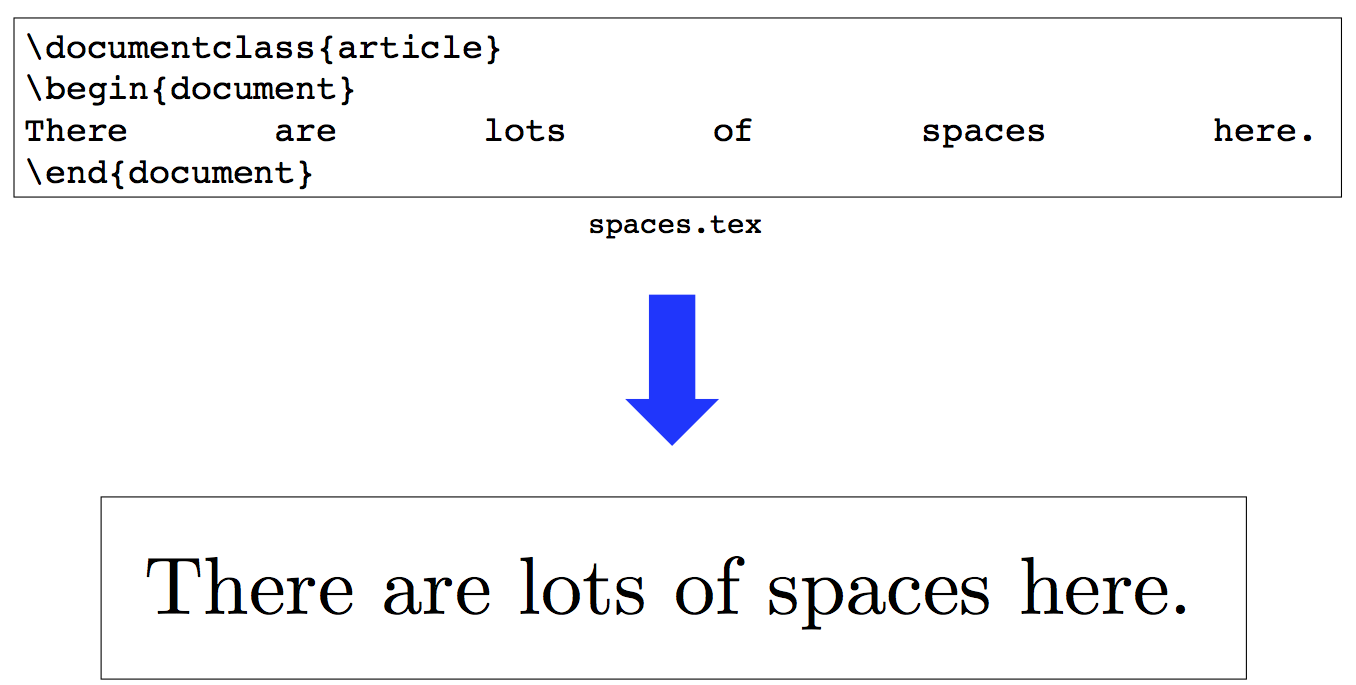 \documentclass{article}
\begin{document}
There       are       lots       of        spaces        here.
\end{document}
spaces.tex
There are lots of spaces here.